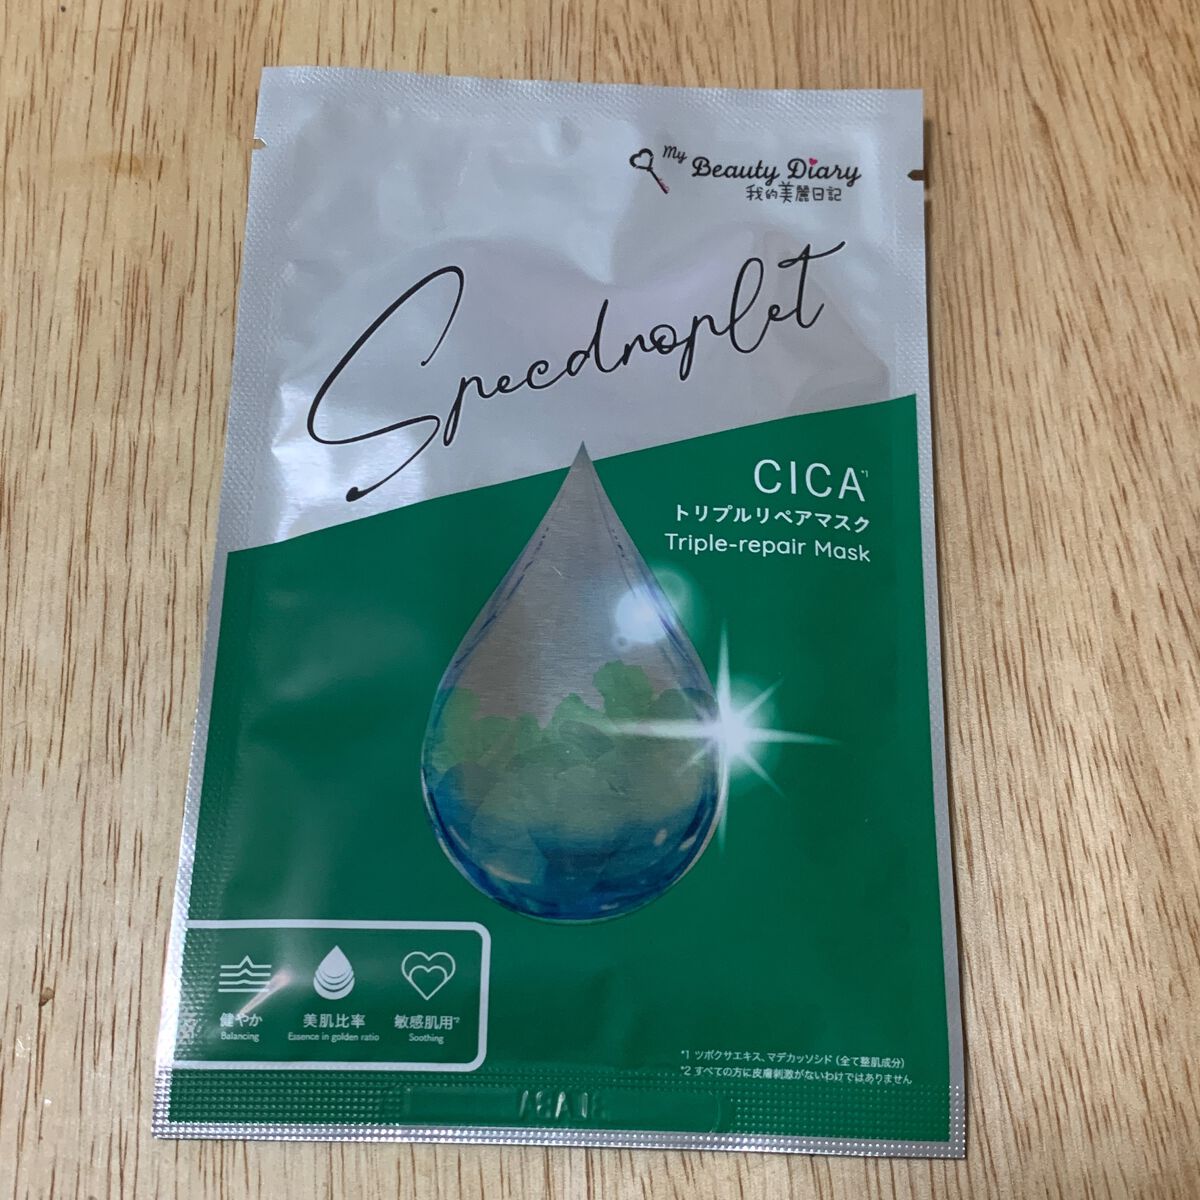 My Beauty Diary
我的美麗日記
Specdroplet
CICA*1
トリプルリペアマスク
Triple-repair Mask
健やか
Balancing
美肌比率
Essence in golden ratio
敏感肌用*2
Soothing
*1 ツボクサエキス、マデカッソシド (全て整肌成分)
*2 すべての方に皮膚刺激がないわけではありません